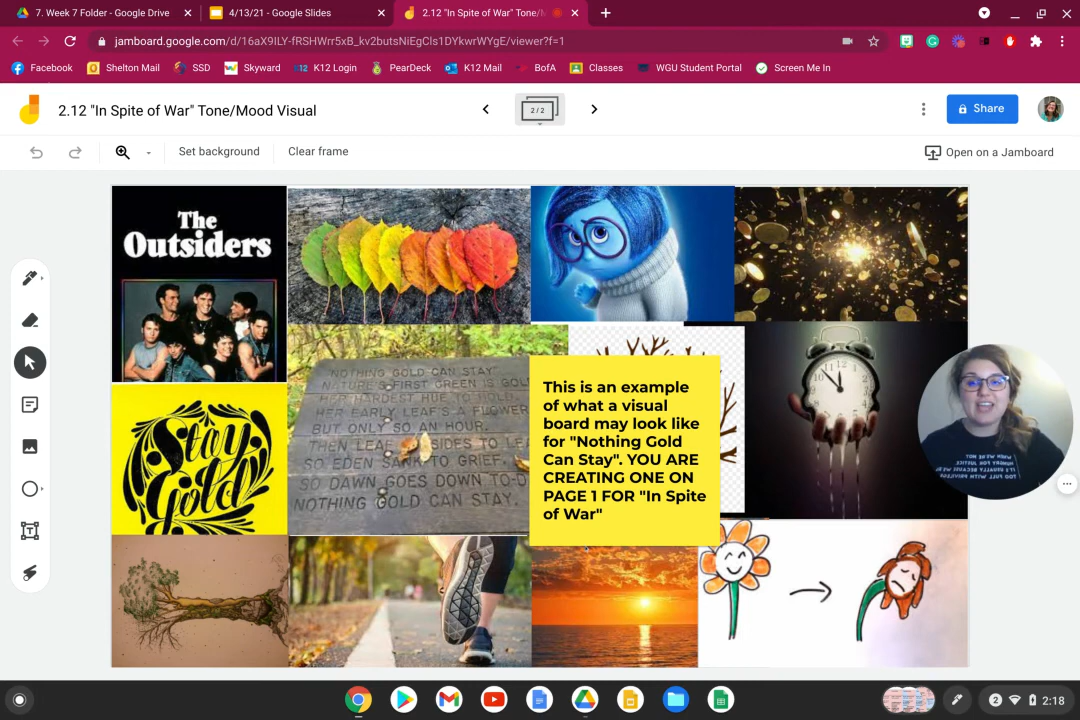 7. Week 7 Folder - Google Drive
4/13/21 - Google Slides
2.12 "In Spite of War" Tone/M
jamboard.google.com/d/16aX9ILY-fRSHWrr5xB_kv2butsNiEgCls1DYkwrWYgE/viewer?f=1
Facebook
Shelton Mail
SSD
Skyward
K12 Login
PearDeck
K12 Mail
BofA
Classes
WGU Student Portal
Screen Me In
2.12 "In Spite of War" Tone/Mood Visual
2 / 2
Share
Set background
Clear frame
Open on a Jamboard
The
Outsiders
Stay
Gold
"NOTHING GOLD CAN STAY"
NATURE'S FIRST GREEN IS GOL
HER HARDEST HUE TO HOLD.
HER EARLY LEAF'S A FLOWER
BUT ONLY SO AN HOUR.
THEN LEAF SUBSIDES TO LE
SO EDEN SANK TO GRIEF,
DAWN GOES DOWN TO D
NOTHING GOLD CAN STAY.
This is an example
of what a visual
board may look like
for "Nothing Gold
Can Stay". YOU ARE
CREATING ONE ON
PAGE 1 FOR "In Spite
of War"
2
2:18